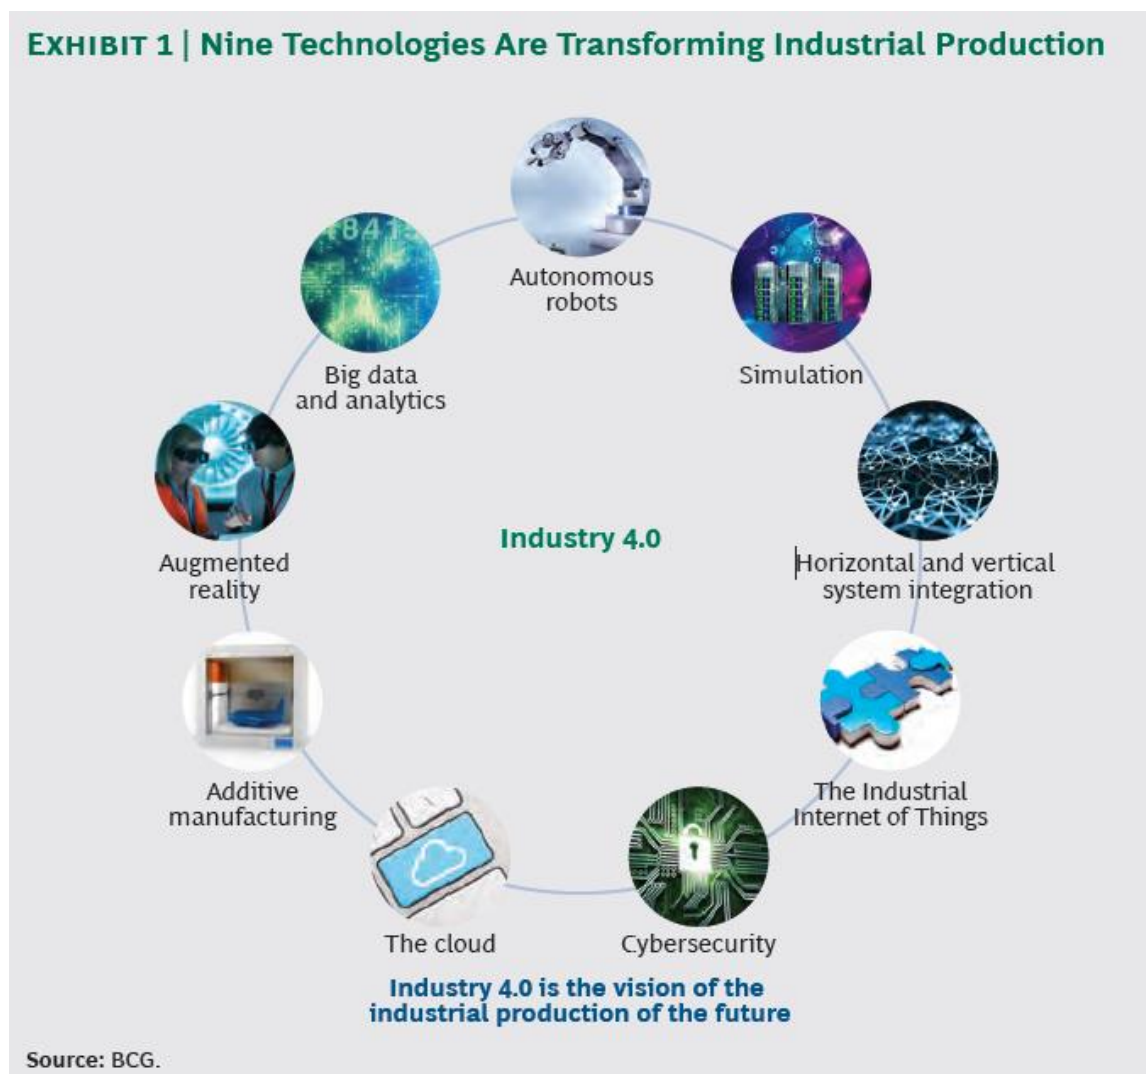 EXHIBIT 1 | Nine Technologies Are Transforming Industrial Production
Autonomous
robots
Simulation
Horizontal and vertical
system integration
The Industrial
Internet of Things
Cybersecurity
The cloud
Additive
manufacturing
Augmented
reality
Big data
and analytics
Industry 4.0
Industry 4.0 is the vision of the
industrial production of the future
Source: BCG.